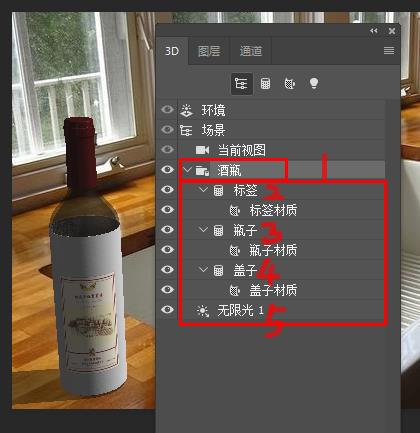 3D 图层 通道
环境
场景
当前视图
酒瓶 1
标签 2
标签材质
瓶子 3
瓶子材质
盖子 4
盖子材质
无限光 1 5